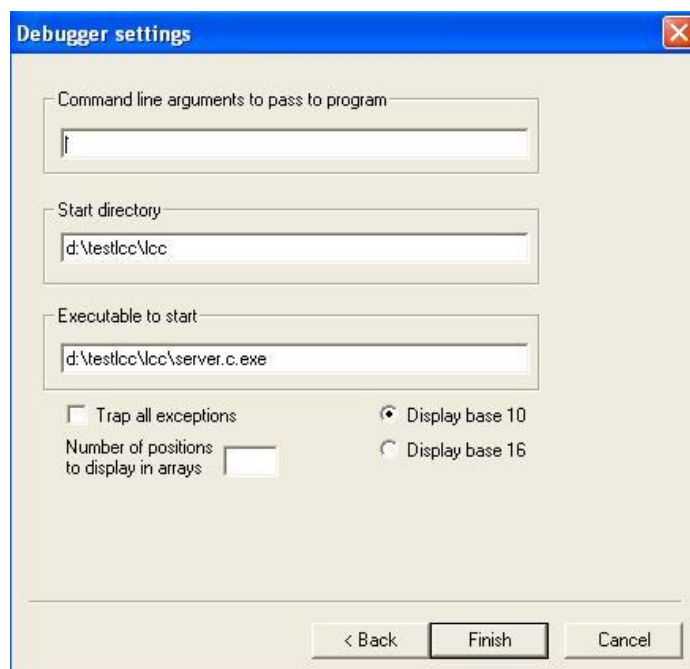 Debugger settings
Command line arguments to pass to program
Start directory
d:\testlcc\lcc
Executable to start
d:\testlcc\lcc\server.c.exe
Trap all exceptions
Display base 10
Number of positions
to display in arrays
Display base 16
< Back
Finish
Cancel